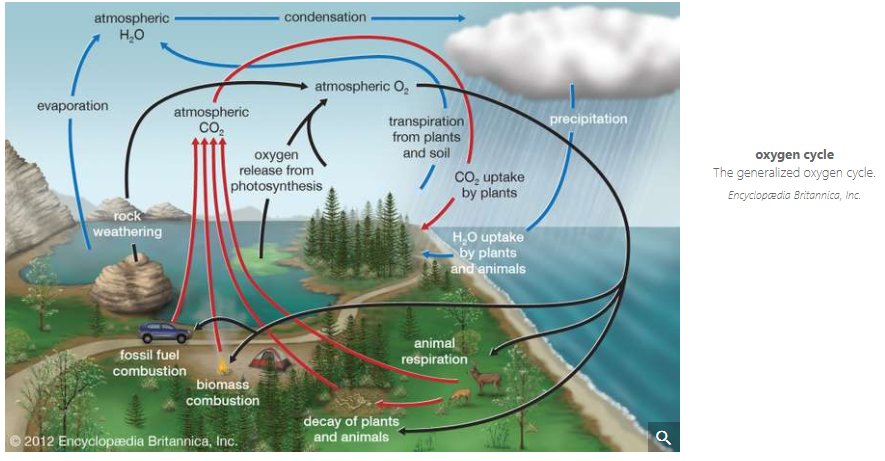 atmospheric
H₂O
condensation
evaporation
atmospheric
CO₂
atmospheric O₂
oxygen
release from
photosynthesis
transpiration
from plants
and soil
precipitation
CO₂ uptake
by plants
rock
weathering
H₂O uptake
by plants
and animals
fossil fuel
combustion
biomass
combustion
animal
respiration
decay of plants
and animals
© 2012 Encyclopædia Britannica, Inc.
oxygen cycle
The generalized oxygen cycle.
Encyclopædia Britannica, Inc.